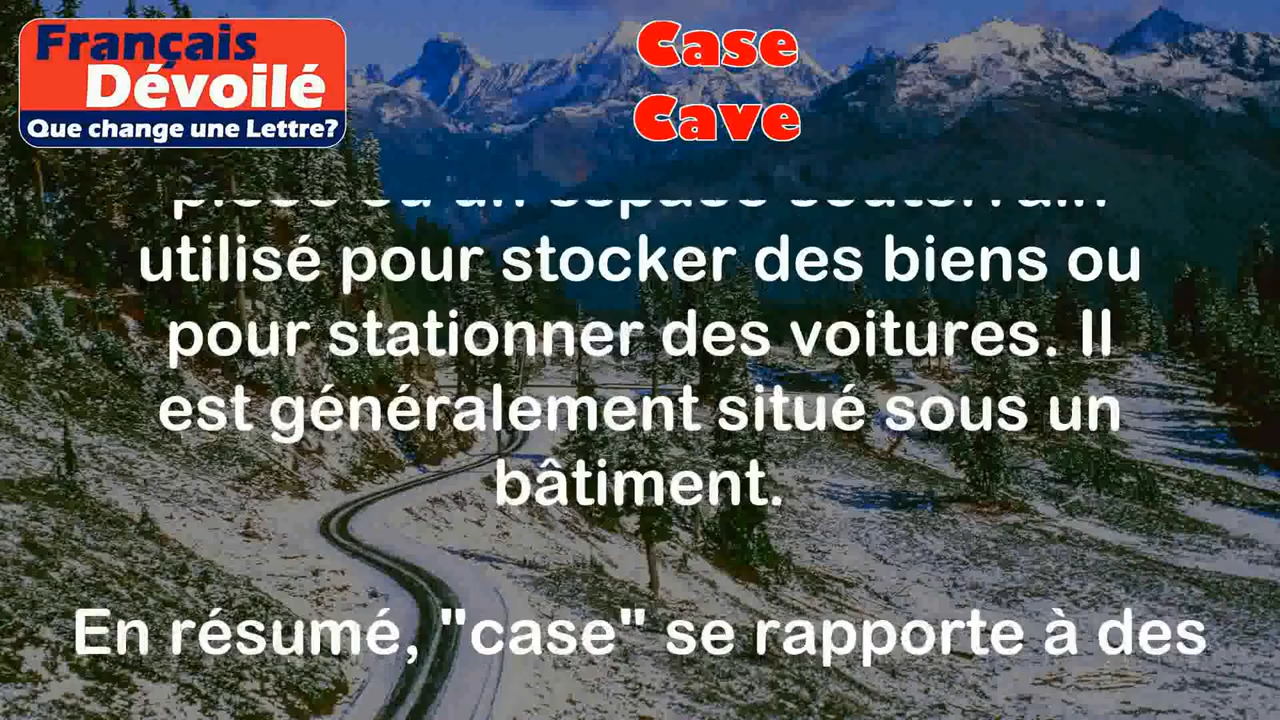 Français
Dévoilé
Que change une Lettre?
Case
Cave
utilisé pour stocker des biens ou
pour stationner des voitures. Il
est généralement situé sous un
bâtiment.
En résumé, "case" se rapporte à des